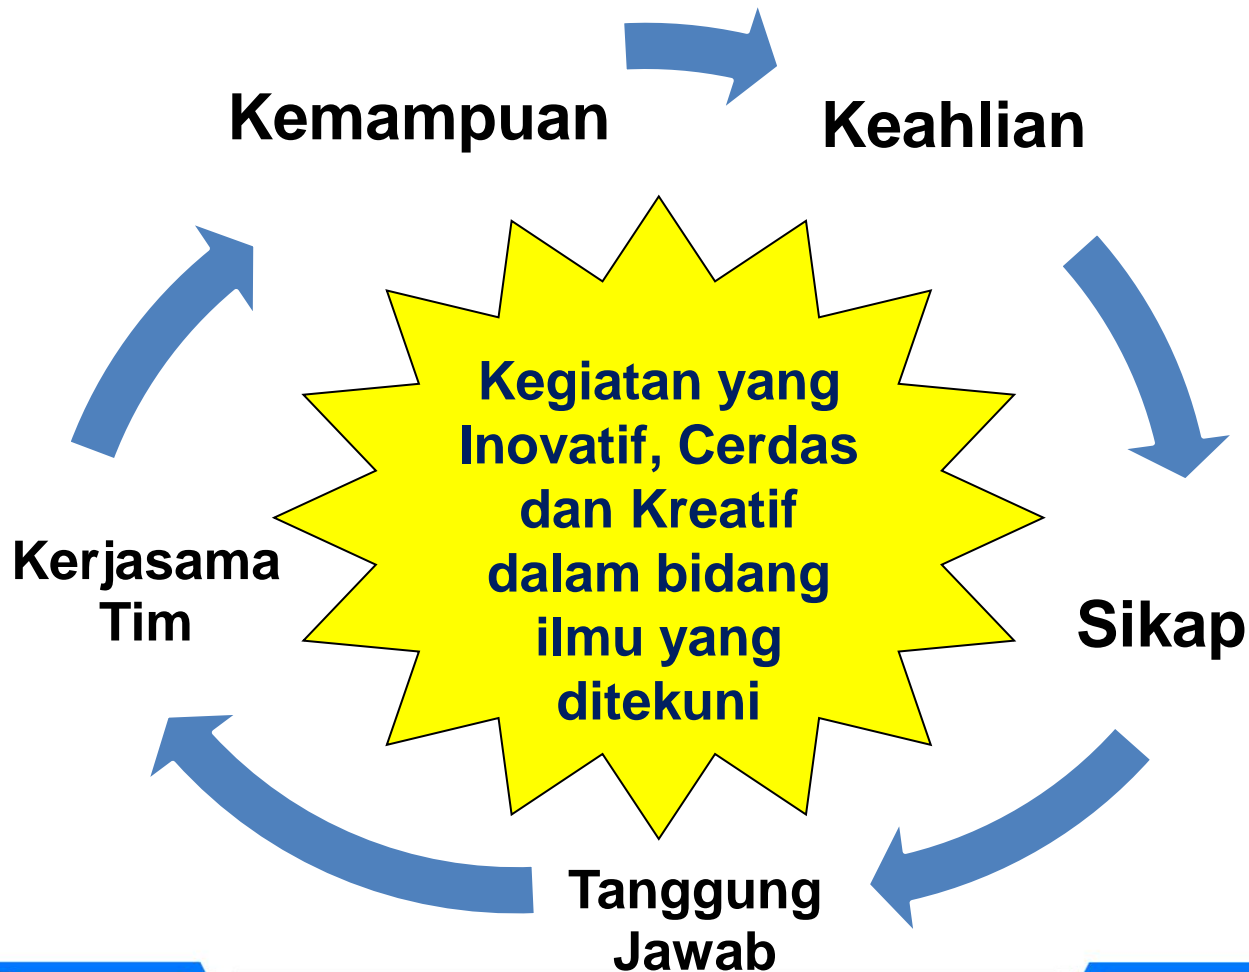 Kemampuan
Keahlian
Kegiatan yang
Inovatif, Cerdas
dan Kreatif
dalam bidang
ilmu yang
ditekuni
Kerjasama
Tim
Sikap
Tanggung
Jawab